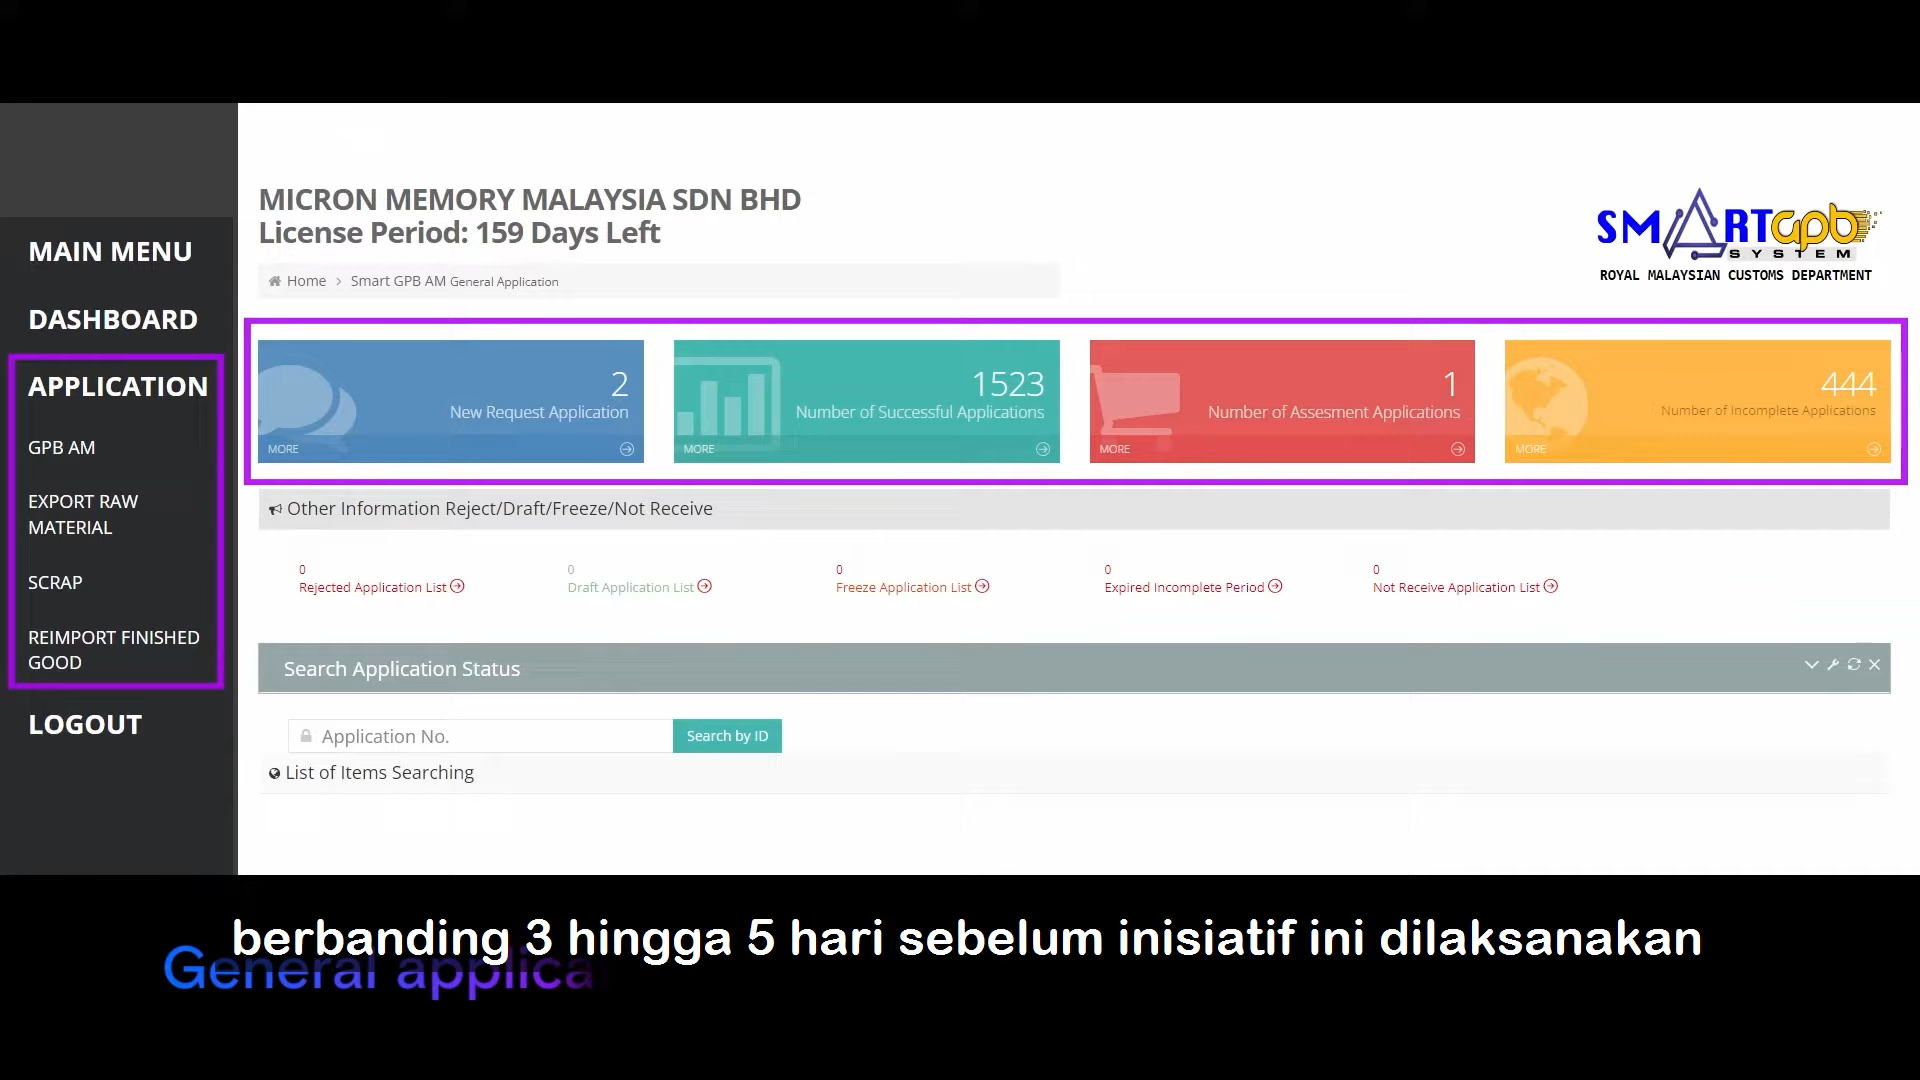 MICRON MEMORY MALAYSIA SDN BHD
License Period: 159 Days Left
SMART GPB
SYSTEM
ROYAL MALAYSIAN CUSTOMS DEPARTMENT
MAIN MENU
DASHBOARD
APPLICATION
GPB AM
EXPORT RAW
MATERIAL
SCRAP
REIMPORT FINISHED
GOOD
LOGOUT
Home > Smart GPB AM General Application
2
New Request Application
MORE
1523
Number of Successful Applications
MORE
1
Number of Assesment Applications
MORE
444
Number of Incomplete Applications
MORE
Other Information Reject/Draft/Freeze/Not Receive
0
Rejected Application List
0
Draft Application List
0
Freeze Application List
0
Expired Incomplete Period
0
Not Receive Application List
Search Application Status
Application No.
Search by ID
List of Items Searching
berbanding 3 hingga 5 hari sebelum inisiatif ini dilaksanakan
General applica